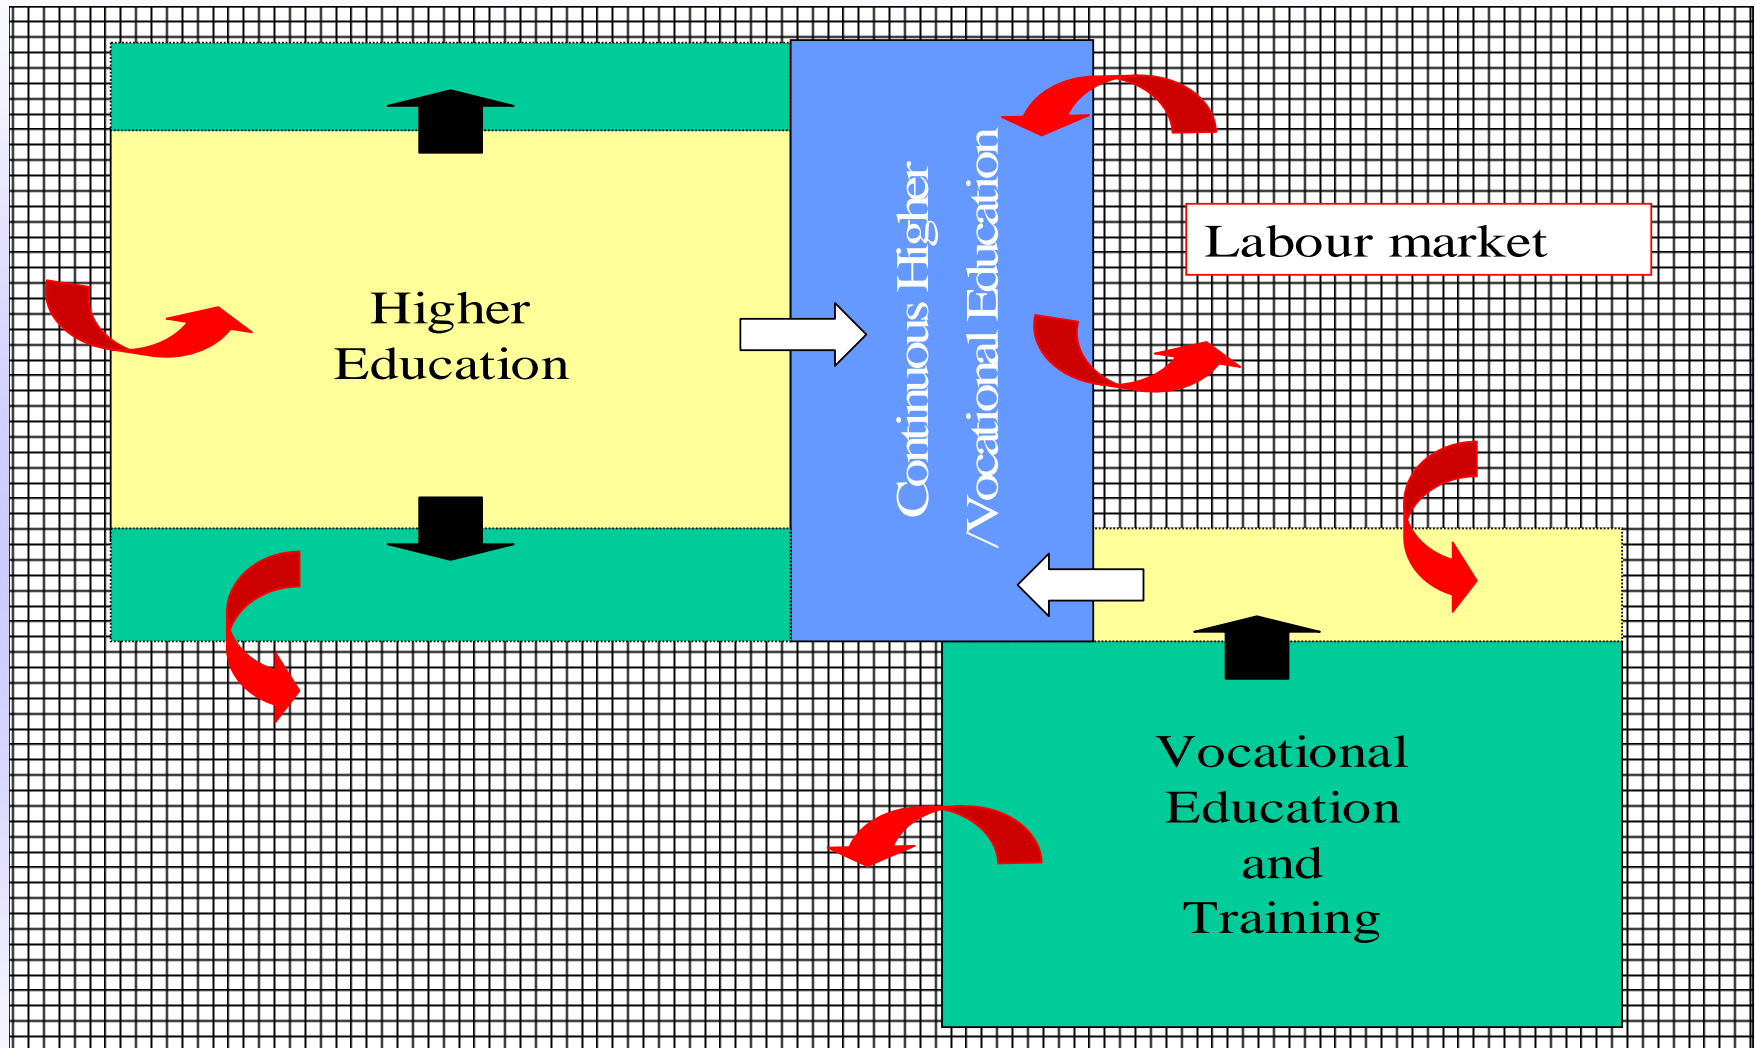 Higher
Education
Continuous Higher
/Vocational Education
Labour market
Vocational
Education
and
Training